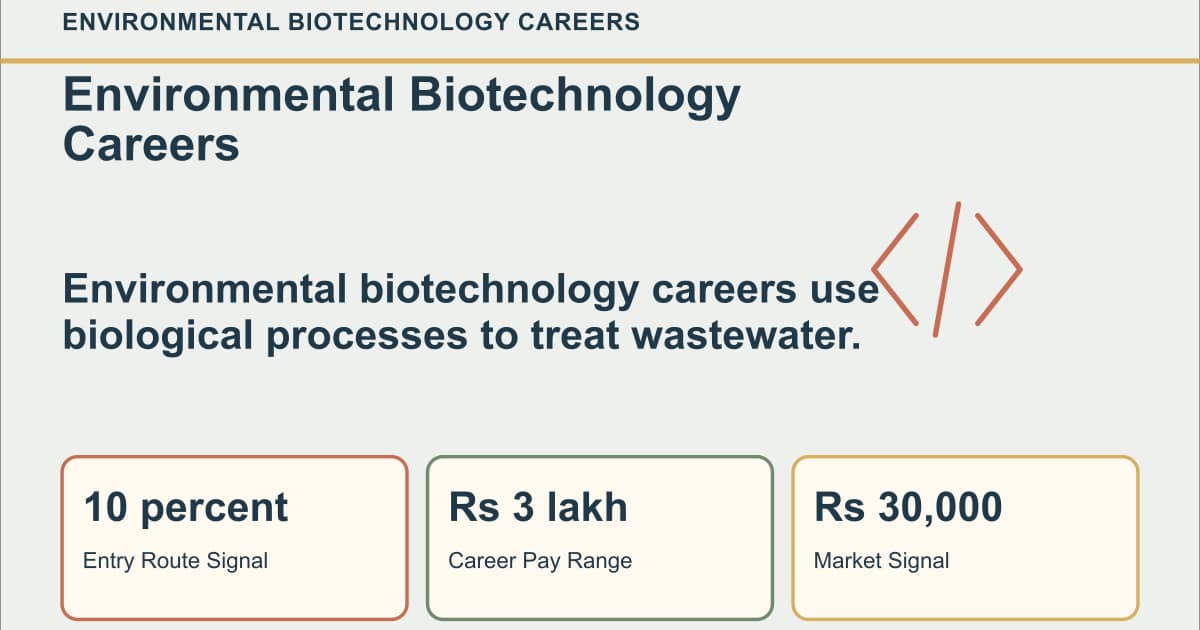 ENVIRONMENTAL BIOTECHNOLOGY CAREERS
Environmental Biotechnology
Careers
Environmental biotechnology careers use
biological processes to treat wastewater.
10 percent
Entry Route Signal
Rs 3 lakh
Career Pay Range
Rs 30,000
Market Signal